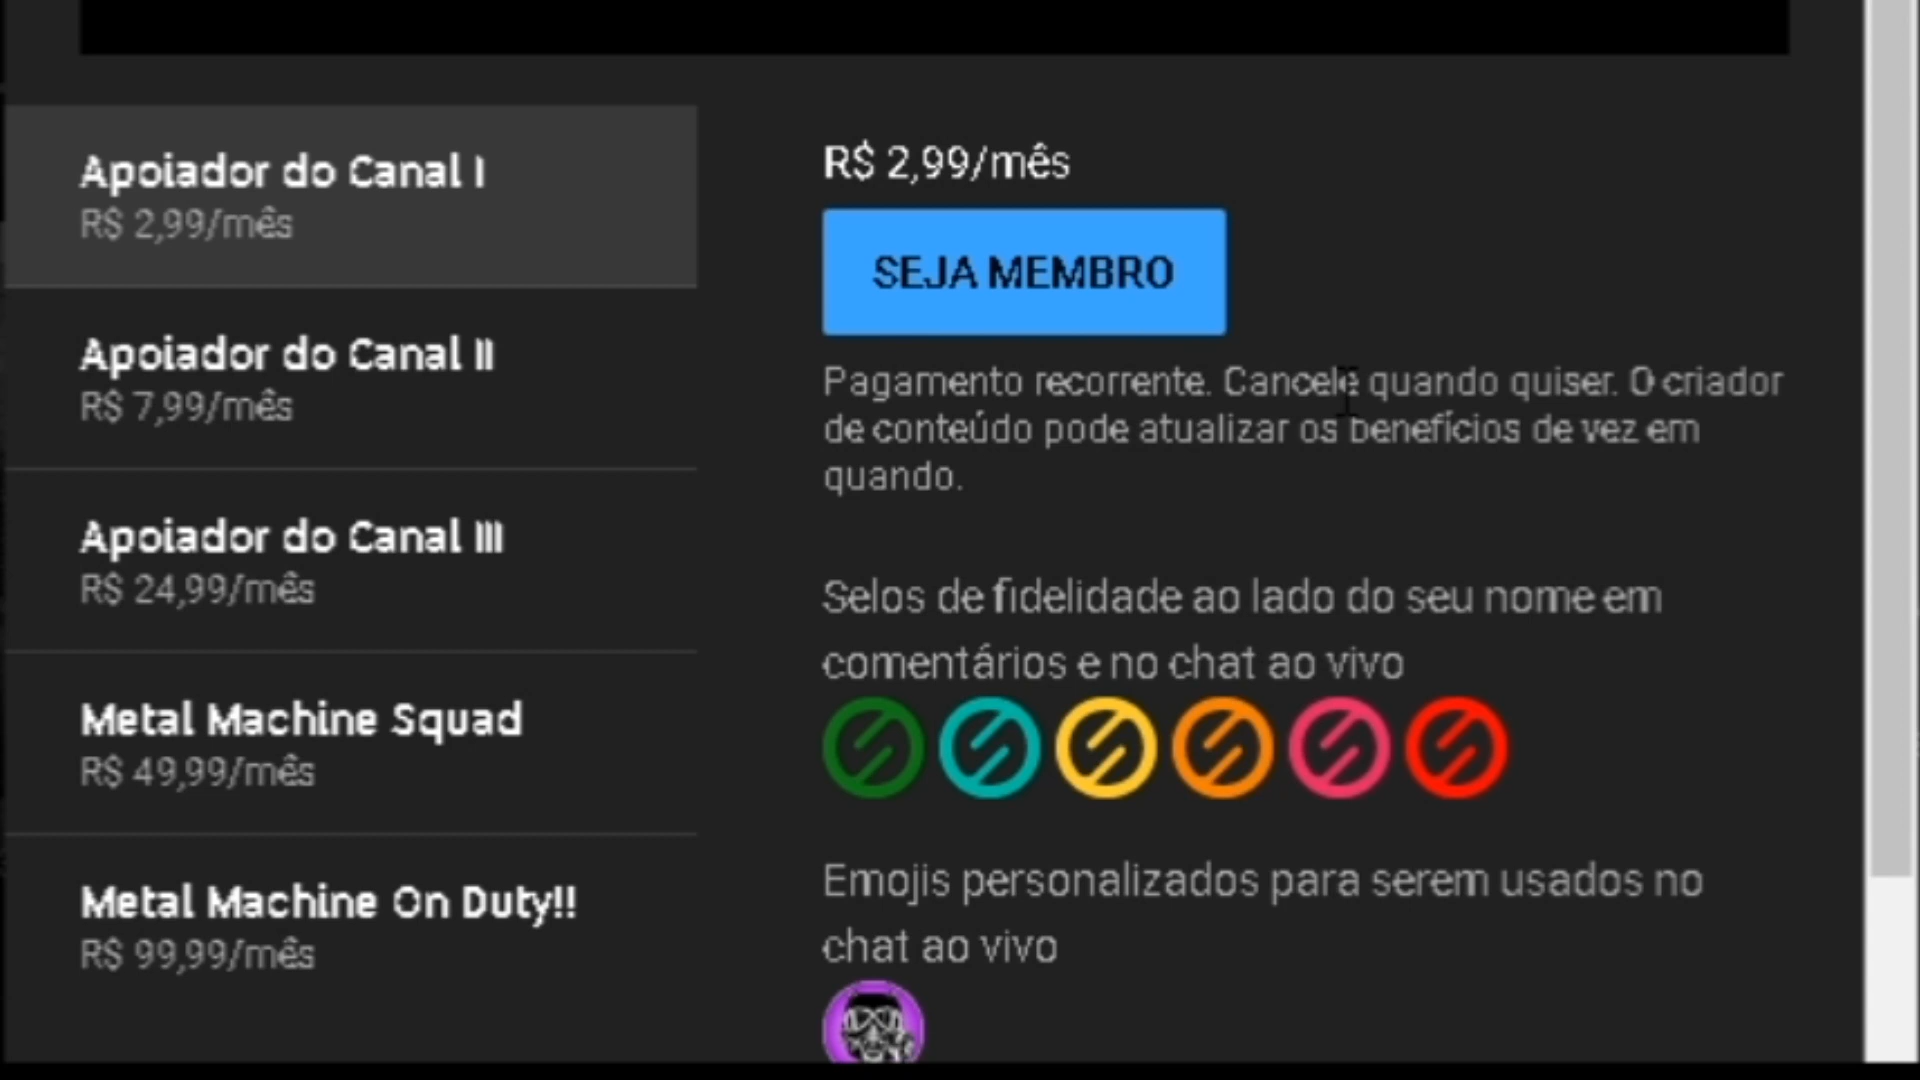 Apoiador do Canal I
R$ 2,99/mês
Apoiador do Canal II
R$ 7,99/mês
Apoiador do Canal III
R$ 24,99/mês
Metal Machine Squad
R$ 49,99/mês
Metal Machine On Duty!!
R$ 99,99/mês
R$ 2,99/mês
SEJA MEMBRO
Pagamento recorrente. Cancele quando quiser. O criador
de conteúdo pode atualizar os benefícios de vez em
quando.
Selos de fidelidade ao lado do seu nome em
comentários e no chat ao vivo
Emojis personalizados para serem usados no
chat ao vivo